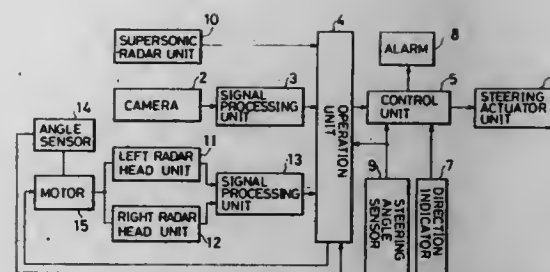 10
SUPERSONIC
RADAR UNIT
2
CAMERA
3
SIGNAL
PROCESSING
UNIT
4
OPERATION
UNIT
8
ALARM
5
CONTROL
UNIT
STEERING
ACTUATOR
UNIT
14
ANGLE
SENSOR
11
LEFT RADAR
HEAD UNIT
13
SIGNAL
PROCESSING
UNIT
MOTOR
15
RIGHT RADAR
HEAD UNIT
12
9
STEERING
ANGLE
SENSOR
7
DIRECTION
INDICATOR